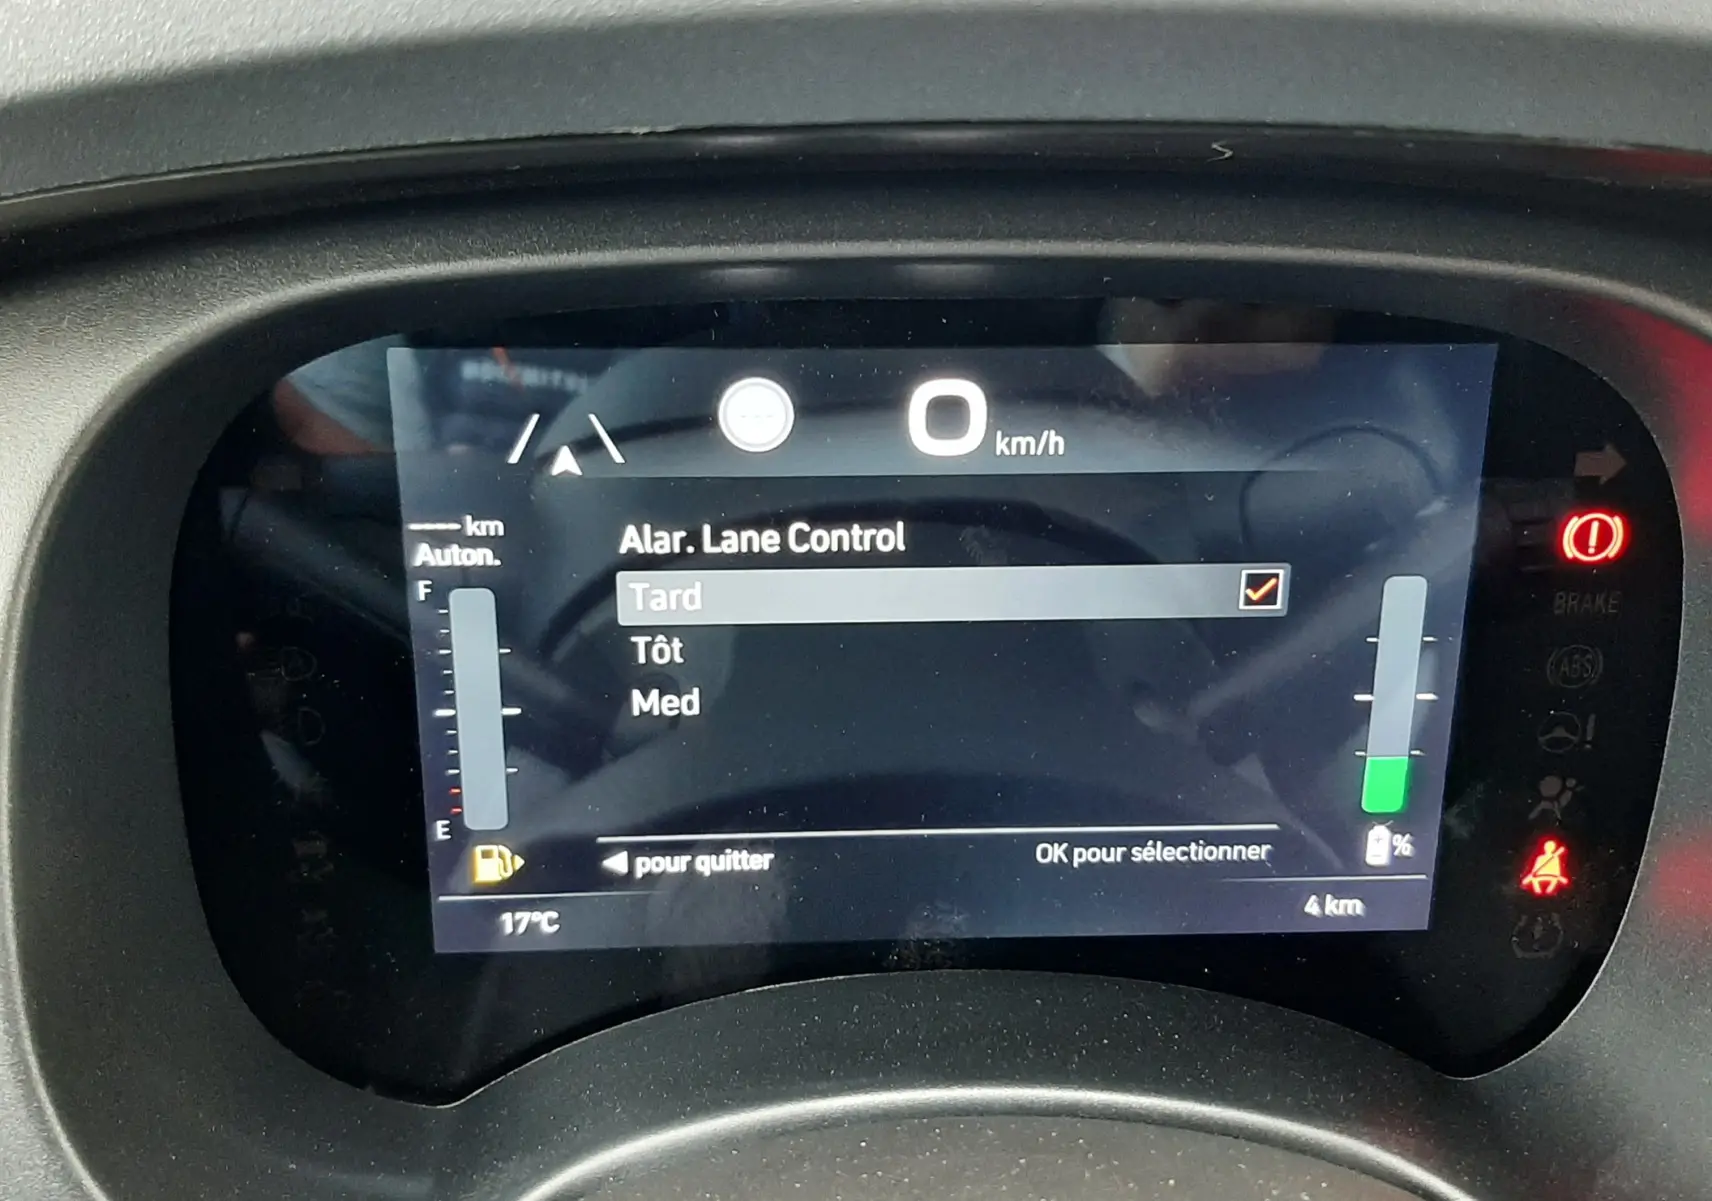 0 km/h
---- km
Auton.
F
Alar. Lane Control
Tard
Tôt
Med
E
pour quitter
OK pour sélectionner
%
17°C
4 km
BRAKE
ABS